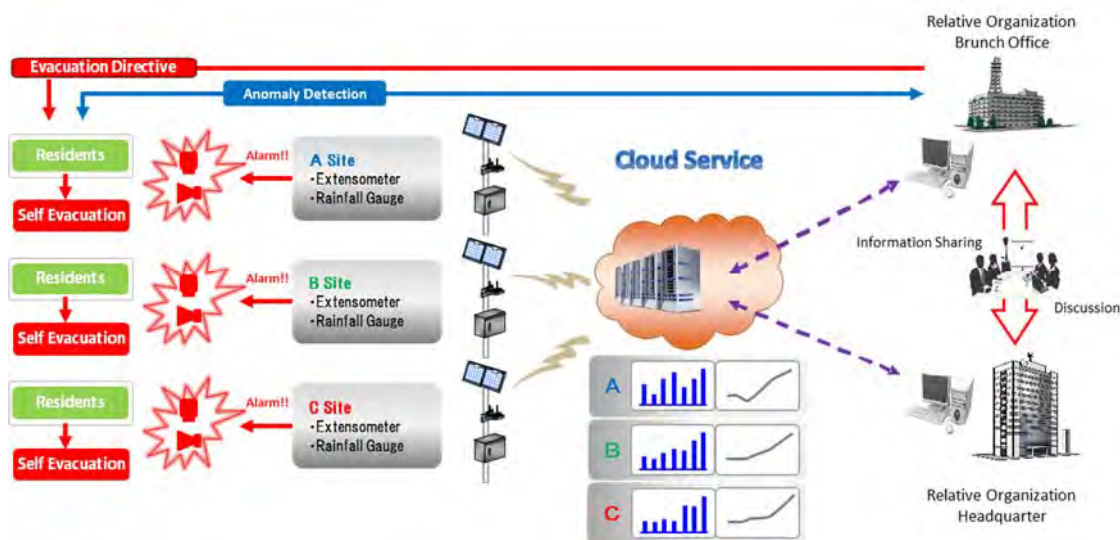 Relative Organization
Brunch Office
Evacuation Directive
Anomaly Detection
Residents
Self Evacuation
Alarm!!
A Site
・Extensometer
・Rainfall Gauge
Cloud Service
Residents
Self Evacuation
Alarm!!
B Site
・Extensometer
・Rainfall Gauge
Information Sharing
Discussion
Residents
Self Evacuation
Alarm!!
C Site
・Extensometer
・Rainfall Gauge
A
B
C
Relative Organization
Headquarter